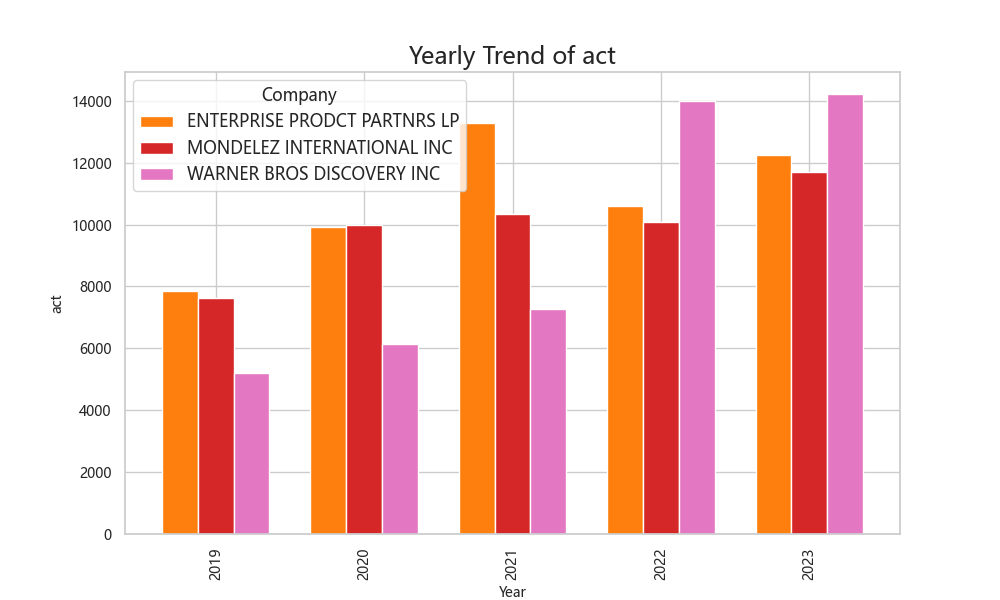 Yearly Trend of act
Company
ENTERPRISE PRODCT PARTNRS LP
MONDELEZ INTERNATIONAL INC
WARNER BROS DISCOVERY INC
act
14000
12000
10000
8000
6000
4000
2000
0
2019 2020 2021 2022 2023
Year